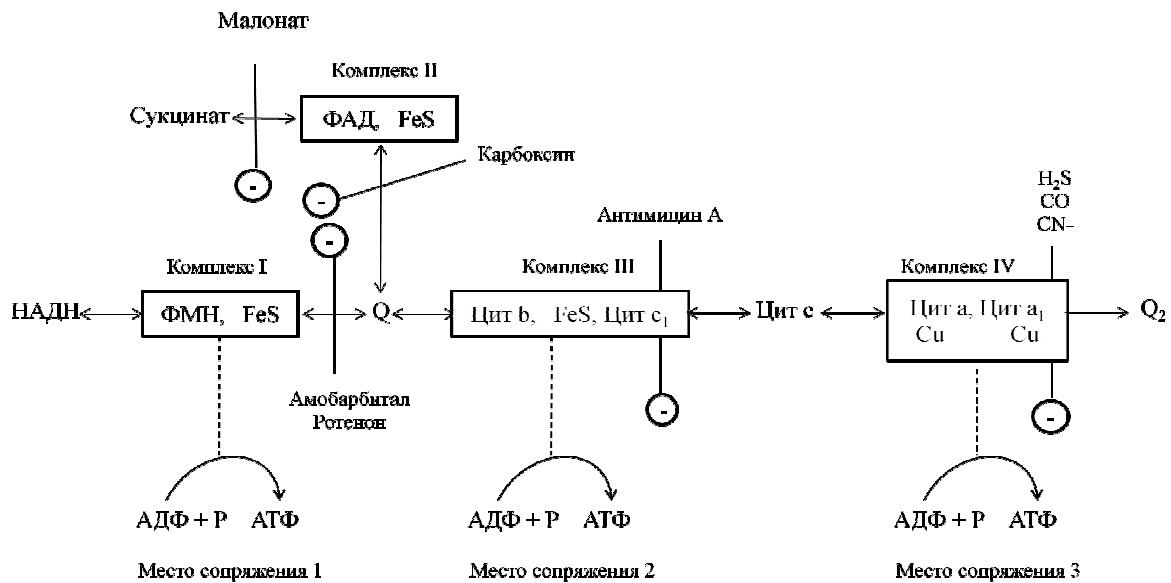 Малонат
Комплекс II
Сукцинат
ФАД, FeS
Карбоксин
-
-
-
H₂S
CO
CN–
Антимицин А
Комплекс I
Комплекс III
Комплекс IV
НАДН
ФМН, FeS
Q
Цит b, FeS, Цит c₁
Цит c
Цит a, Цит a₁
Cu Cu
Q₂
Амобарбитал
Ротенон
-
-
АДФ + Р АТФ
АДФ + Р АТФ
АДФ + Р АТФ
Место сопряжения 1
Место сопряжения 2
Место сопряжения 3